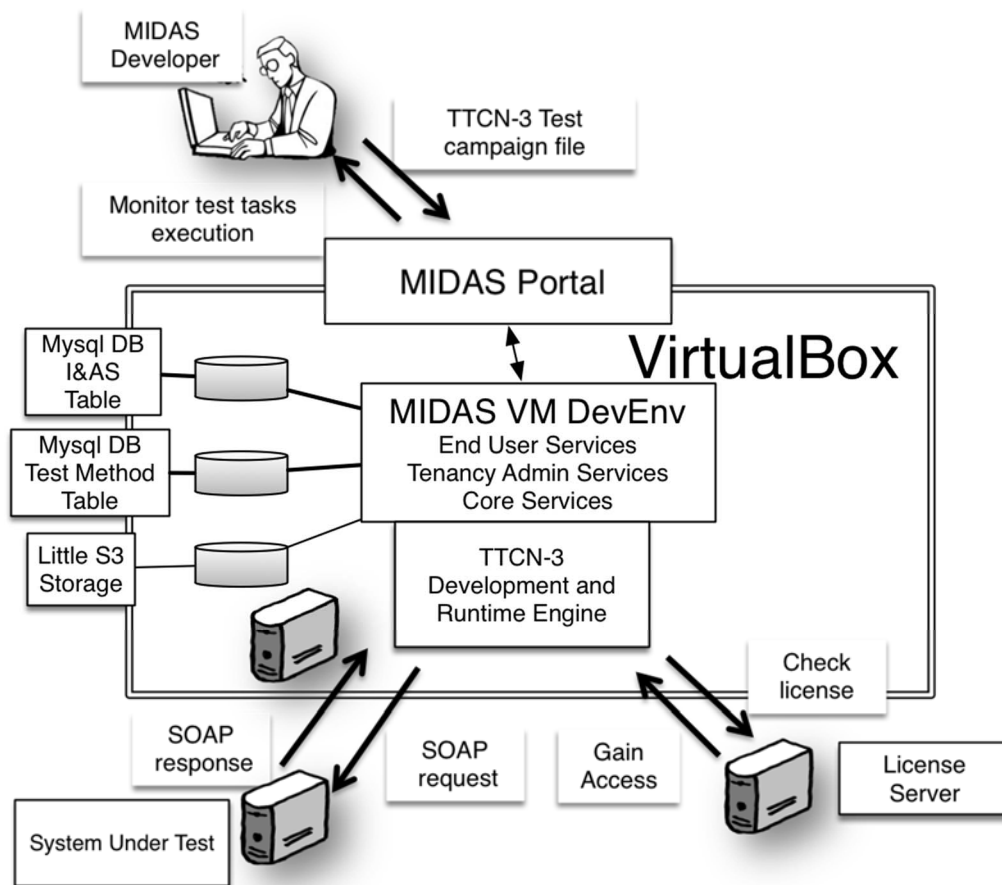 MIDAS
Developer
TTCN-3 Test
campaign file
Monitor test tasks
execution
MIDAS Portal
VirtualBox
Mysql DB
I&AS
Table
MIDAS VM DevEnv
End User Services
Tenancy Admin Services
Core Services
Mysql DB
Test Method
Table
Little S3
Storage
TTCN-3
Development and
Runtime Engine
Check
license
SOAP
response
SOAP
request
Gain
Access
License
Server
System Under Test